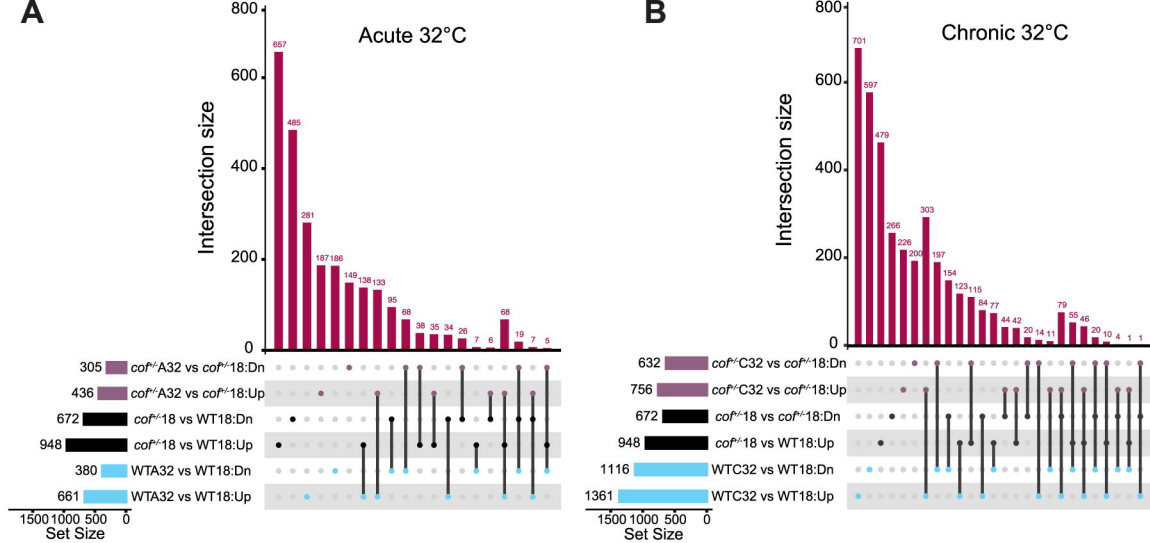 A
Acute 32°C
Intersection size
800
600
400
200
0
657
485
281
187
186
149
138
133
95
68
38
35
34
26
7
6
68
19
7
5
305 cof+/-A32 vs cof+/-18:Dn
436 cof+/-A32 vs cof+/-18:Up
672 cof+/-18 vs WT18:Dn
948 cof+/-18 vs WT18:Up
380 WTA32 vs WT18:Dn
661 WTA32 vs WT18:Up
1500 1000 500 0
Set Size
B
Chronic 32°C
Intersection size
800
600
400
200
0
701
597
479
266
226
200
303
197
154
123
115
84
77
44
42
20
14
11
79
55
46
20
10
4
1
1
632 cof+/-C32 vs cof+/-18:Dn
756 cof+/-C32 vs cof+/-18:Up
672 cof+/-18 vs cof+/-18:Dn
948 cof+/-18 vs WT18:Up
1116 WTC32 vs WT18:Dn
1361 WTC32 vs WT18:Up
1500 1000 500 0
Set Size